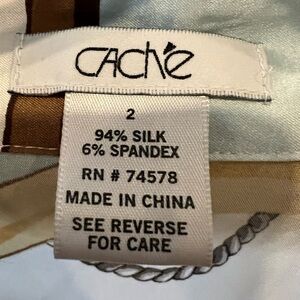 CACHÉ
2
94% SILK
6% SPANDEX
RN # 74578
MADE IN CHINA
SEE REVERSE
FOR CARE